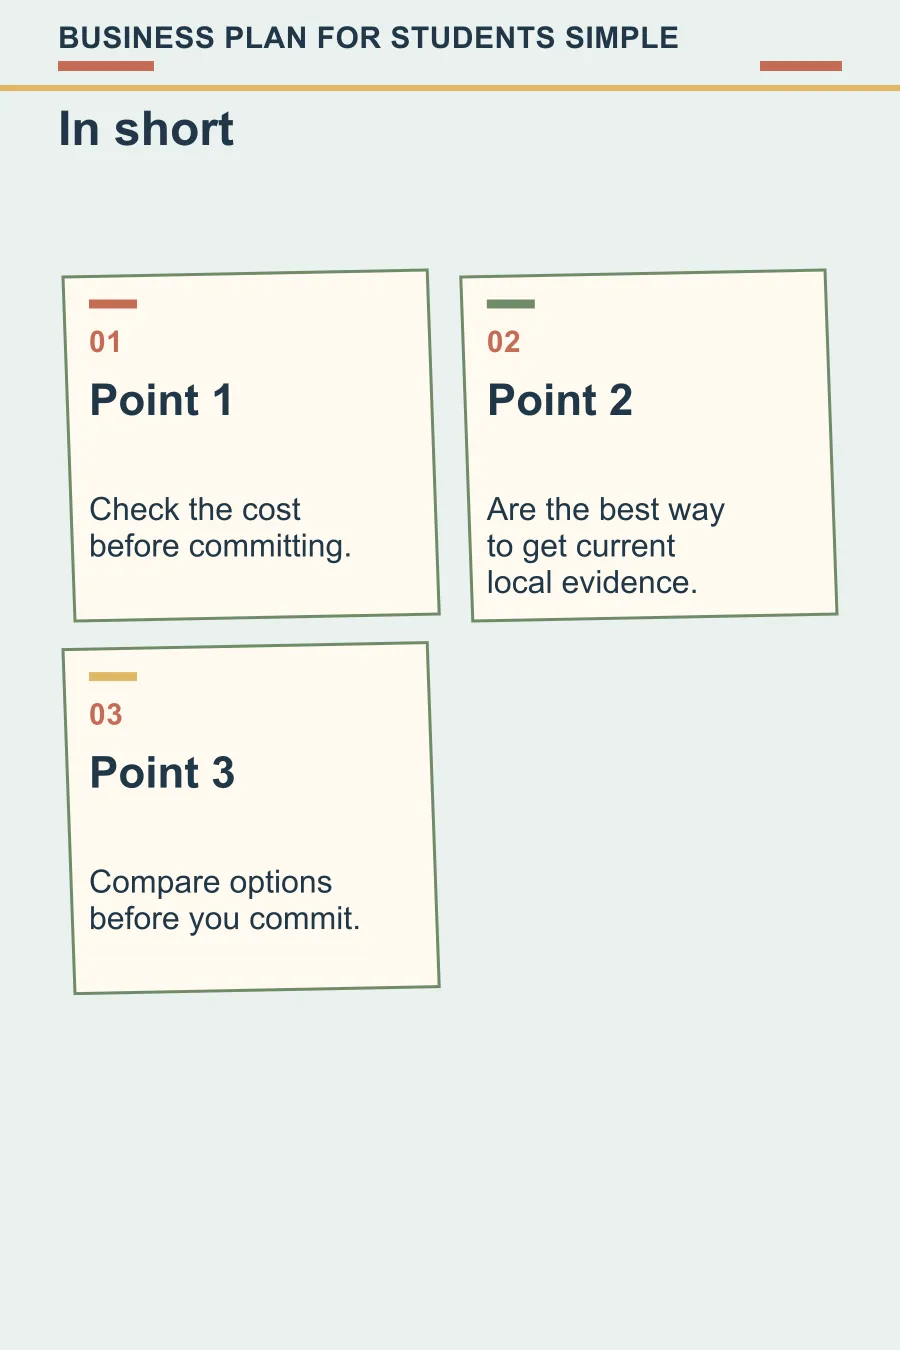 BUSINESS PLAN FOR STUDENTS SIMPLE
In short
01
Point 1
Check the cost
before committing.
02
Point 2
Are the best way
to get current
local evidence.
03
Point 3
Compare options
before you commit.